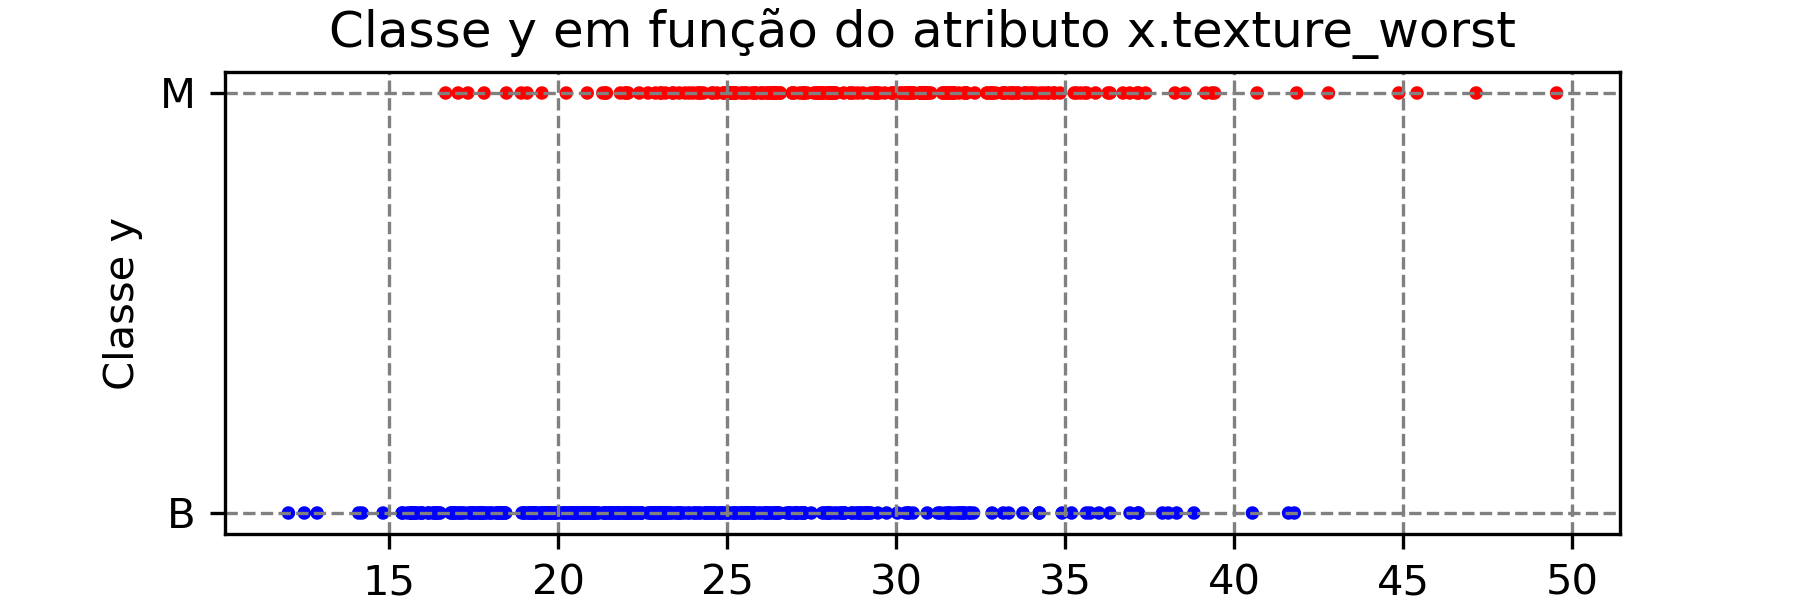 Classe y em função do atributo x.texture_worst
M
Classe y
B
15 20 25 30 35 40 45 50